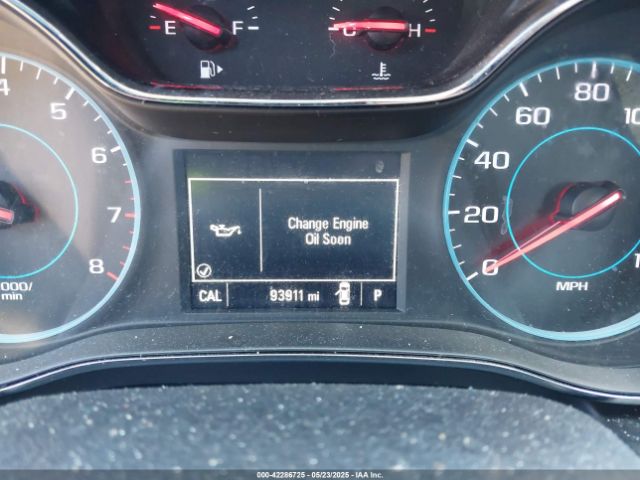 E F
C H
4
5
6
7
8
000/
min
Change Engine
Oil Soon
CAL 93911 mi P
0
20
40
60
80
MPH
000-42286725 - 05/23/2025 - IAA Inc.